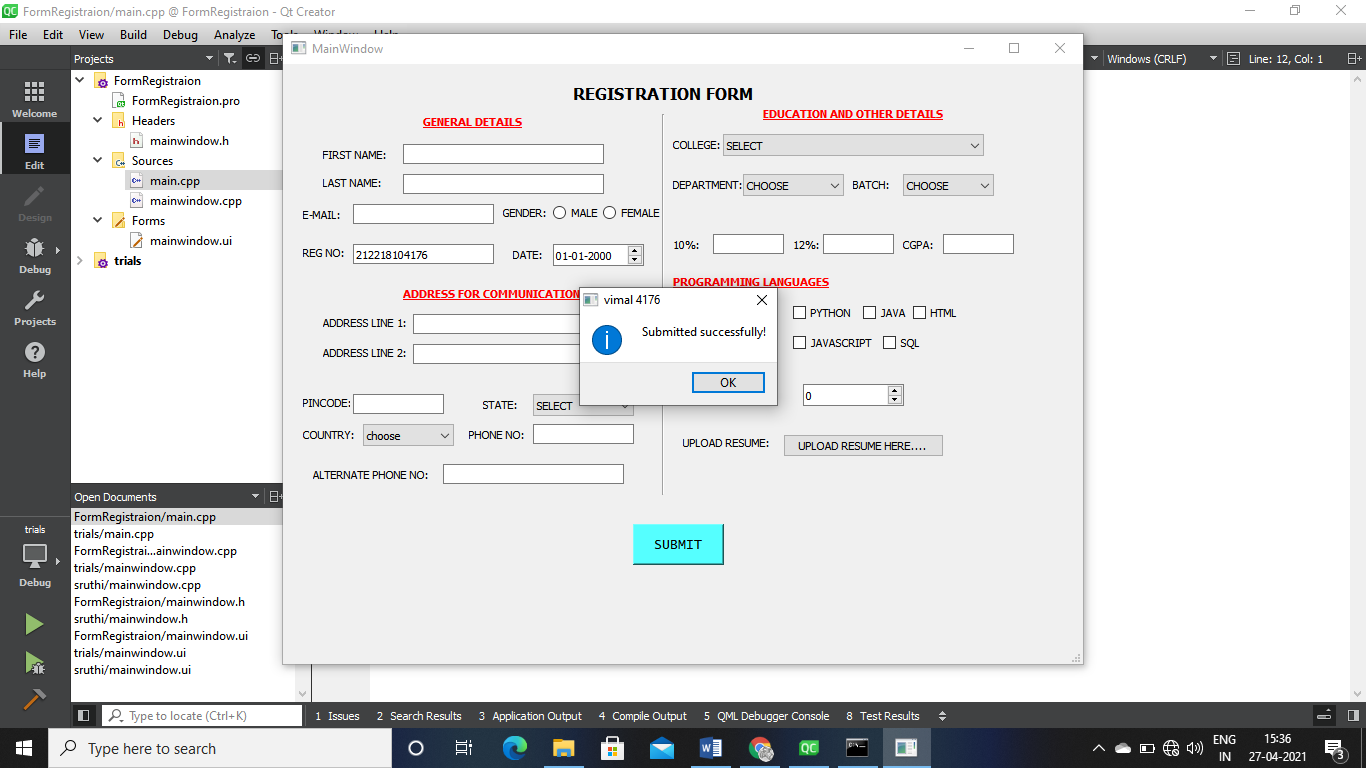 FormRegistraion/main.cpp @ FormRegistraion - Qt Creator
File Edit View Build Debug Analyze
Projects
Windows (CRLF)
Line: 12, Col: 1
Welcome
Edit
Design
Debug
Projects
Help
FormRegistraion
FormRegistraion.pro
Headers
mainwindow.h
Sources
main.cpp
mainwindow.cpp
Forms
mainwindow.ui
trials
Open Documents
FormRegistraion/main.cpp
trials/main.cpp
FormRegistrai...ainwindow.cpp
trials/mainwindow.cpp
sruthi/mainwindow.cpp
FormRegistraion/mainwindow.h
sruthi/mainwindow.h
FormRegistraion/mainwindow.ui
trials/mainwindow.ui
sruthi/mainwindow.ui
trials
Debug
MainWindow
REGISTRATION FORM
GENERAL DETAILS
FIRST NAME:
LAST NAME:
E-MAIL: GENDER: MALE FEMALE
REG NO: 212218104176 DATE: 01-01-2000
ADDRESS FOR COMMUNICATION
ADDRESS LINE 1:
ADDRESS LINE 2:
PINCODE: STATE: SELECT
COUNTRY: choose PHONE NO:
ALTERNATE PHONE NO:
EDUCATION AND OTHER DETAILS
COLLEGE: SELECT
DEPARTMENT: CHOOSE BATCH: CHOOSE
10%: 12%: CGPA:
PROGRAMMING LANGUAGES
PYTHON JAVA HTML
JAVASCRIPT SQL
0
UPLOAD RESUME: UPLOAD RESUME HERE....
SUBMIT
vimal 4176
Submitted successfully!
OK
Type to locate (Ctrl+K)
1 Issues 2 Search Results 3 Application Output 4 Compile Output 5 QML Debugger Console 8 Test Results
Type here to search
ENG
IN
15:36
27-04-2021
3